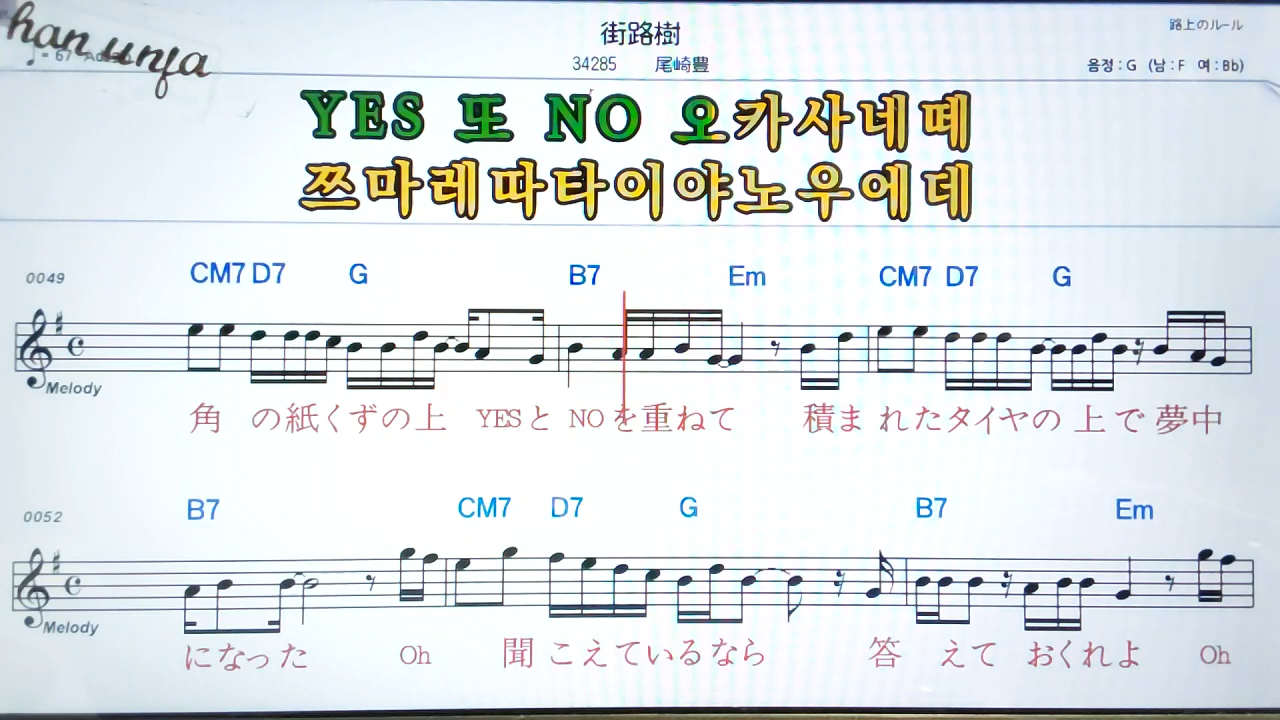 han unja
街路樹
路上のルール
♩= 67
34285 尾崎豊
음정 : G (남 : F 여 : Bb)
YES 또 NO 오카사네떼
쯔마레따타이야노우에데
0049 CM7 D7 G B7 Em CM7 D7 G
Melody
角 の紙くずの上 YESと NOを重ねて 積ま れたタイヤの 上で夢中
0052 B7 CM7 D7 G B7 Em
Melody
になった Oh 聞 こえているなら 答 えて おくれよ Oh